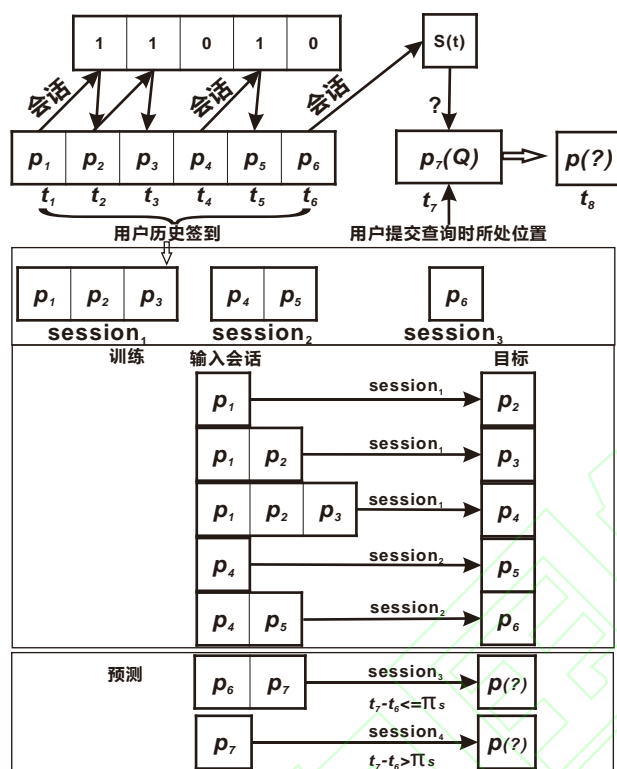 1 1 0 1 0
S(t)
会话 会话 会话
?
p₁ p₂ p₃ p₄ p₅ p₆
p₇(Q)
p(?)
t₁ t₂ t₃ t₄ t₅ t₆
t₇
t₈
用户历史签到
用户提交查询时所处位置
p₁ p₂ p₃
p₄ p₅
p₆
session₁
session₂
session₃
训练 输入会话 目标
p₁ session₁ p₂
p₁ p₂ session₁ p₃
p₁ p₂ p₃ session₁ p₄
p₄ session₂ p₅
p₄ p₅ session₂ p₆
预测
p₆ p₇ session₃ p(?)
t₇-t₆<=πs
p₇ session₄ p(?)
t₇-t₆>πs